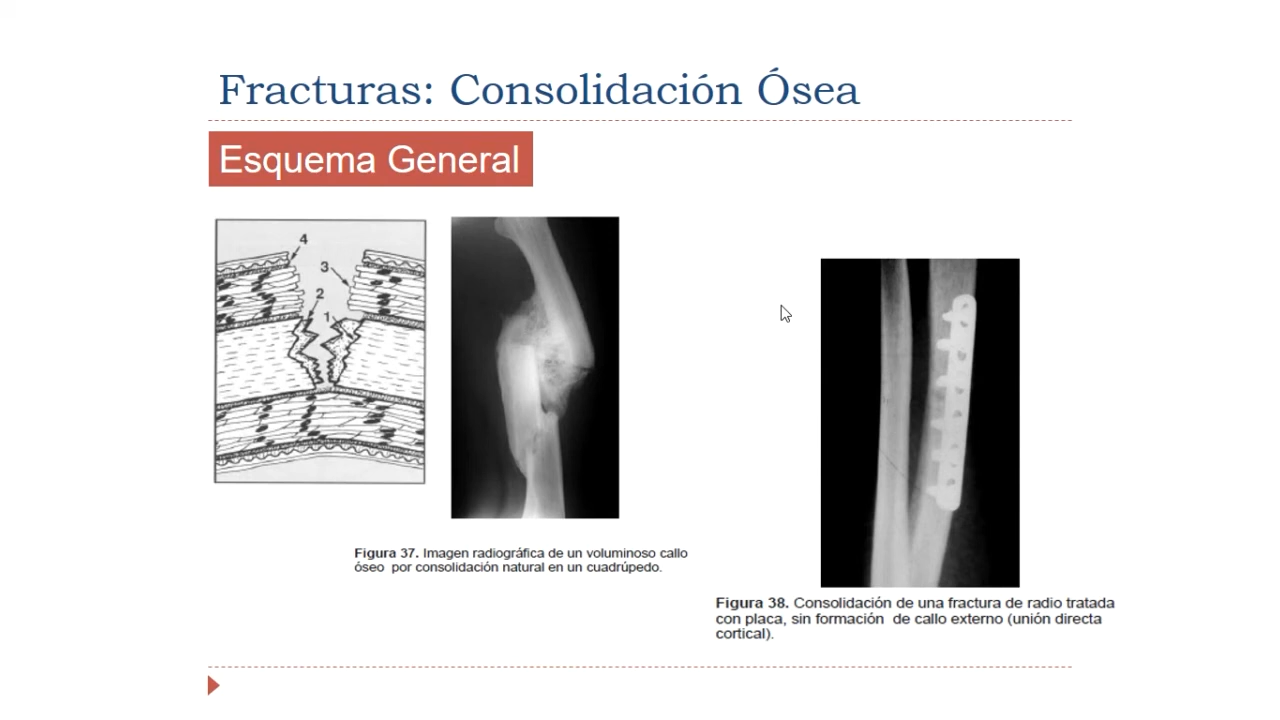 Fracturas: Consolidación Ósea
Esquema General
4
3
2
1
Figura 37. Imagen radiográfica de un voluminoso callo
óseo por consolidación natural en un cuadrúpedo.
Figura 38. Consolidación de una fractura de radio tratada
con placa, sin formación de callo externo (unión directa
cortical).